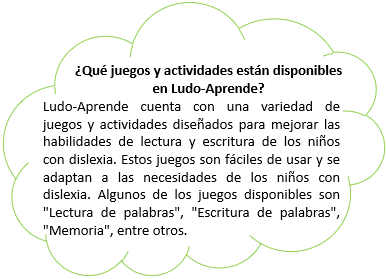 ¿Qué juegos y actividades están disponibles
en Ludo-Aprende?
Ludo-Aprende cuenta con una variedad de
juegos y actividades diseñados para mejorar las
habilidades de lectura y escritura de los niños
con dislexia. Estos juegos son fáciles de usar y se
adaptan a las necesidades de los niños con
dislexia. Algunos de los juegos disponibles son
"Lectura de palabras", "Escritura de palabras",
"Memoria", entre otros.